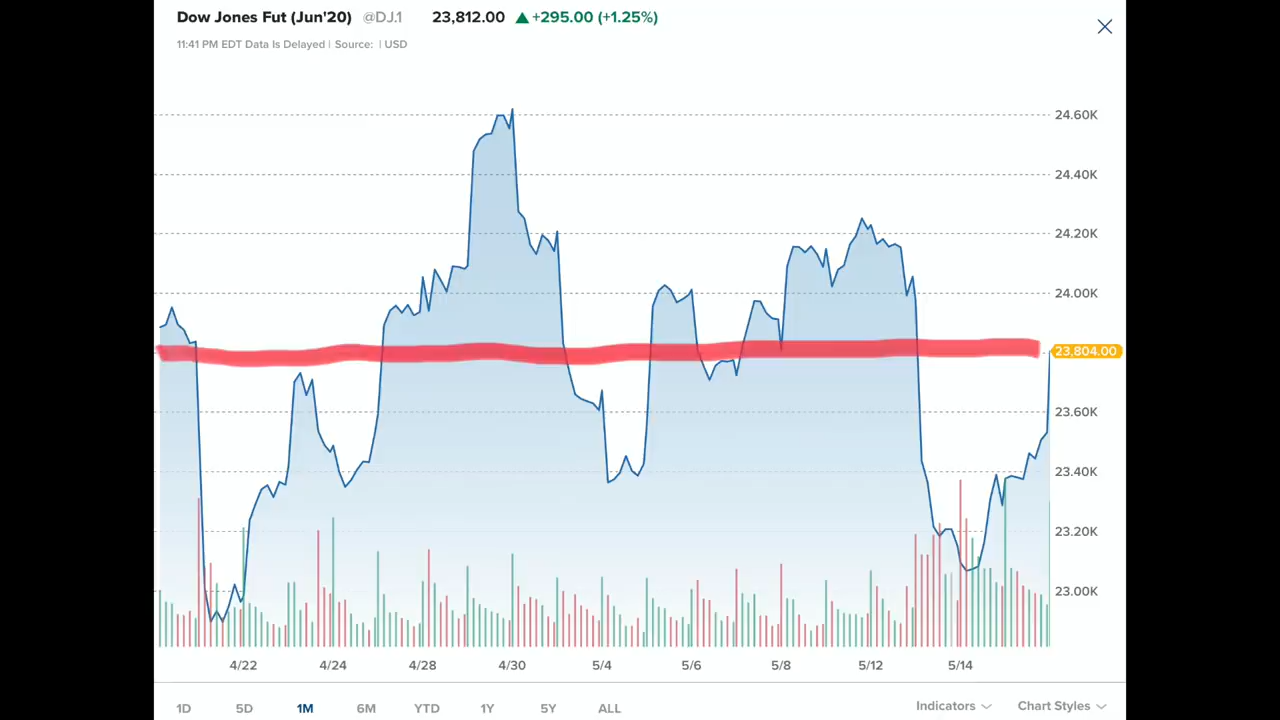 Dow Jones Fut (Jun'20) @DJ.1 23,812.00 ▲ +295.00 (+1.25%)
11:41 PM EDT Data Is Delayed | Source: | USD
24.60K
24.40K
24.20K
24.00K
23,804.00
23.60K
23.40K
23.20K
23.00K
4/22 4/24 4/28 4/30 5/4 5/6 5/8 5/12 5/14
1D 5D 1M 6M YTD 1Y 5Y ALL Indicators Chart Styles